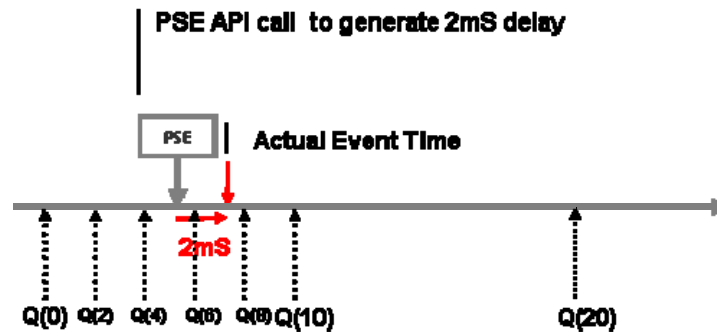 PSE API call to generate 2mS delay
PSE
Actual Event Time
2mS
Q(0) Q(2) Q(4) Q(6) Q(8) Q(10) Q(20)